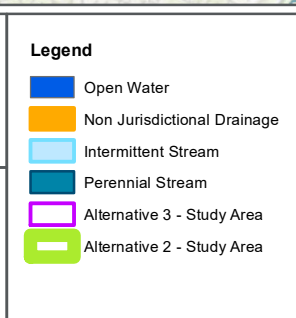 Legend
Open Water
Non Jurisdictional Drainage
Intermittent Stream
Perennial Stream
Alternative 3 - Study Area
Alternative 2 - Study Area